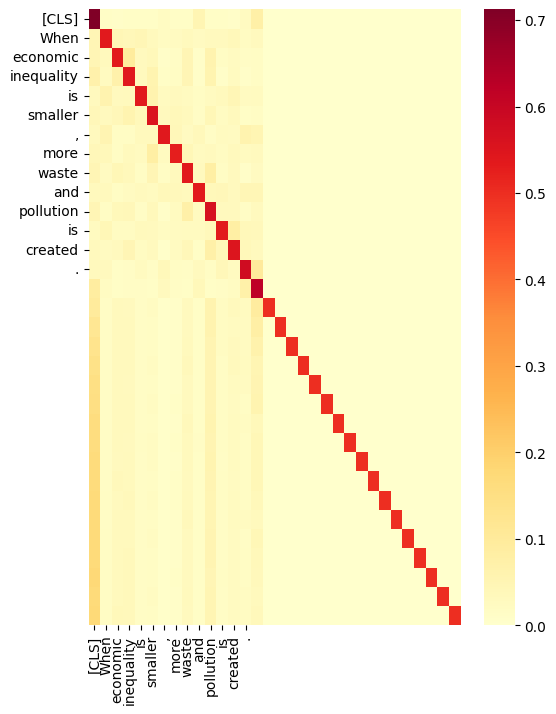 [CLS]
When
economic
inequality
is
smaller
,
more
waste
and
pollution
is
created
.
[CLS]
When
economic
inequality
is
smaller
,
more
waste
and
pollution
is
created
.
0.7
0.6
0.5
0.4
0.3
0.2
0.1
0.0